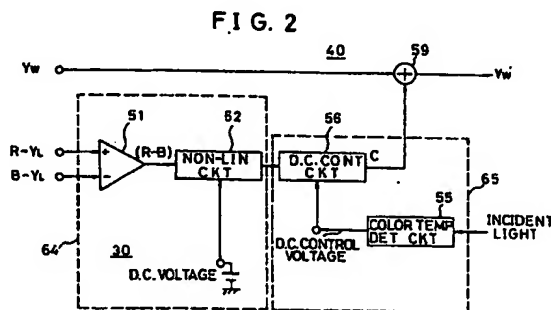 F I G. 2
40
59
Yw
Yw'
51
(R-B)
52
56
C
65
R-YL
B-YL
+
-
NON-LIN
CKT
D.C. CONT
CKT
55
64
30
D.C. VOLTAGE
D.C. CONTROL
VOLTAGE
COLOR TEMP
DET CKT
INCIDENT
LIGHT